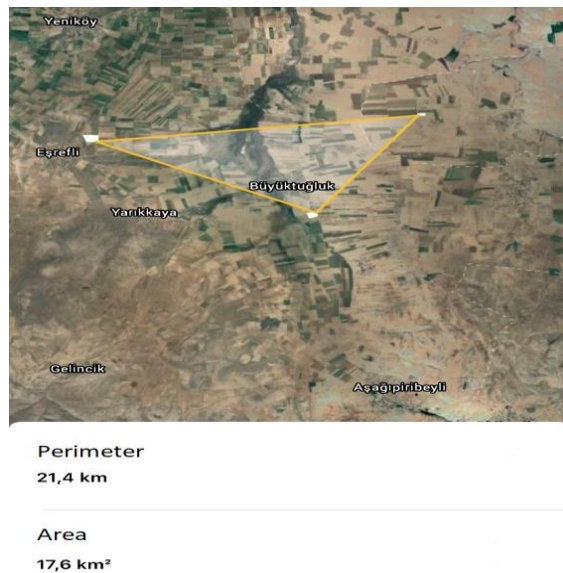 Yeniköy
Eşrefli
Büyüktuğluk
Yarıkkaya
Gelincik
Aşağıpiribeyli
Perimeter
21,4 km
Area
17,6 km²